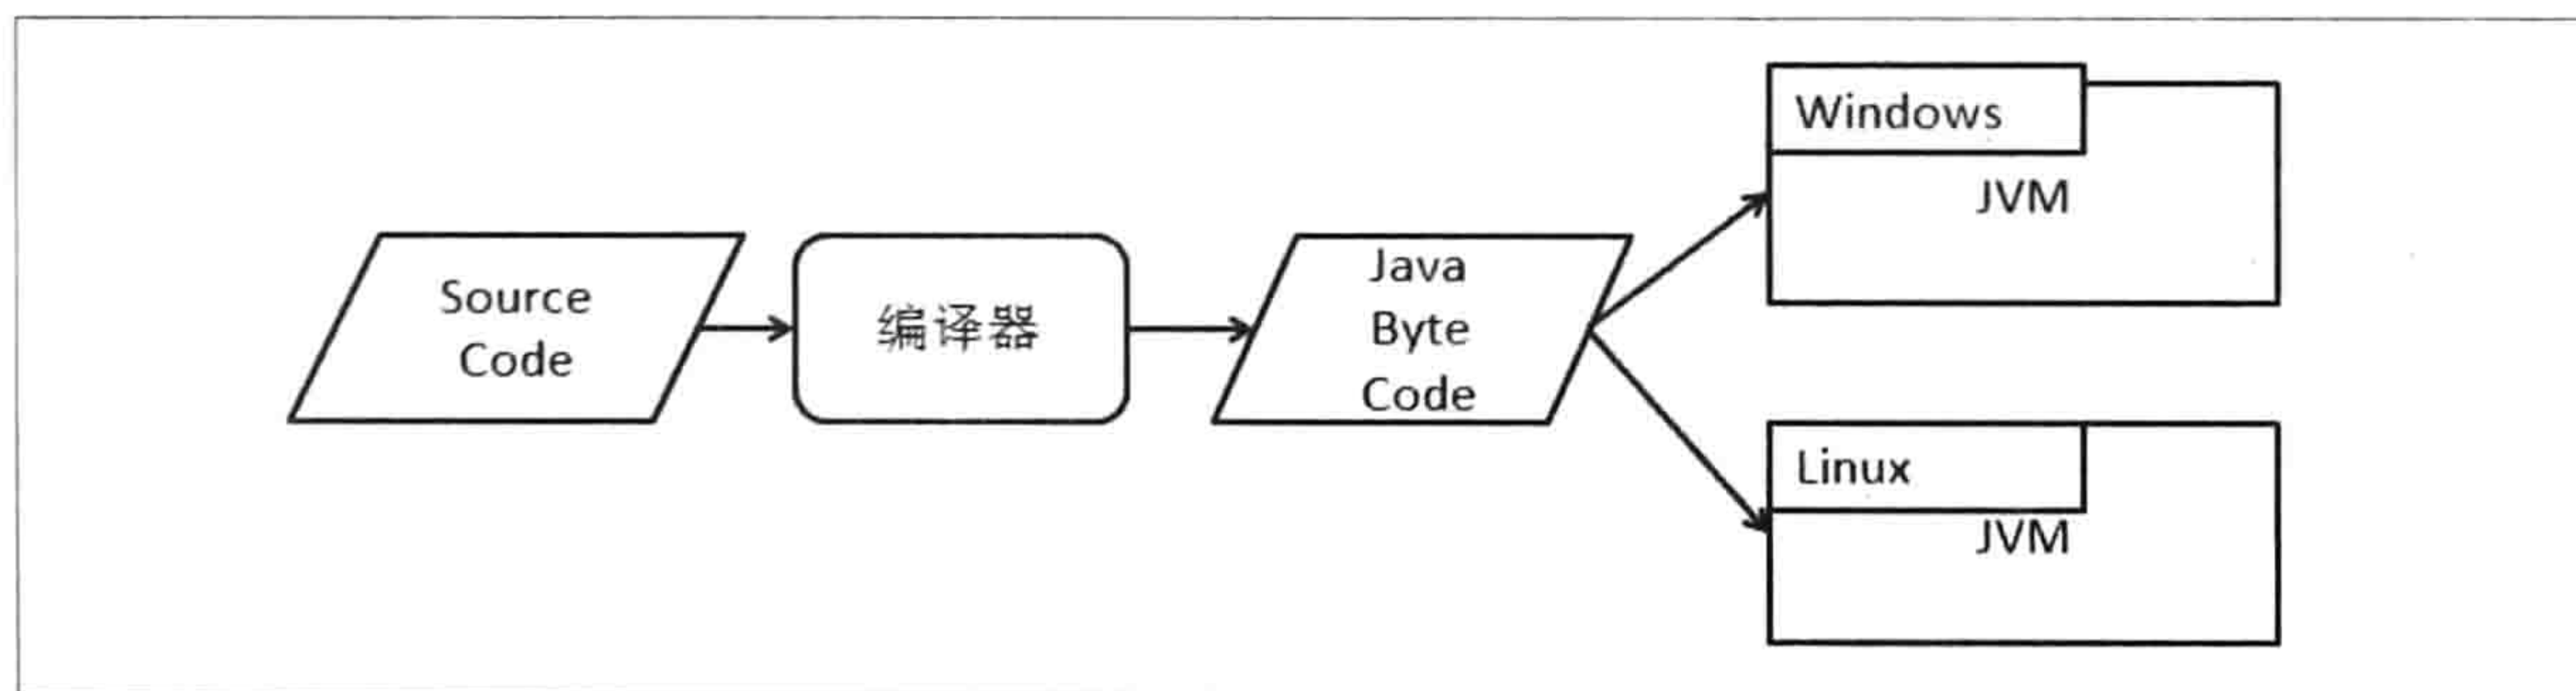 Source
Code
编译器
Java
Byte
Code
Windows
JVM
Linux
JVM